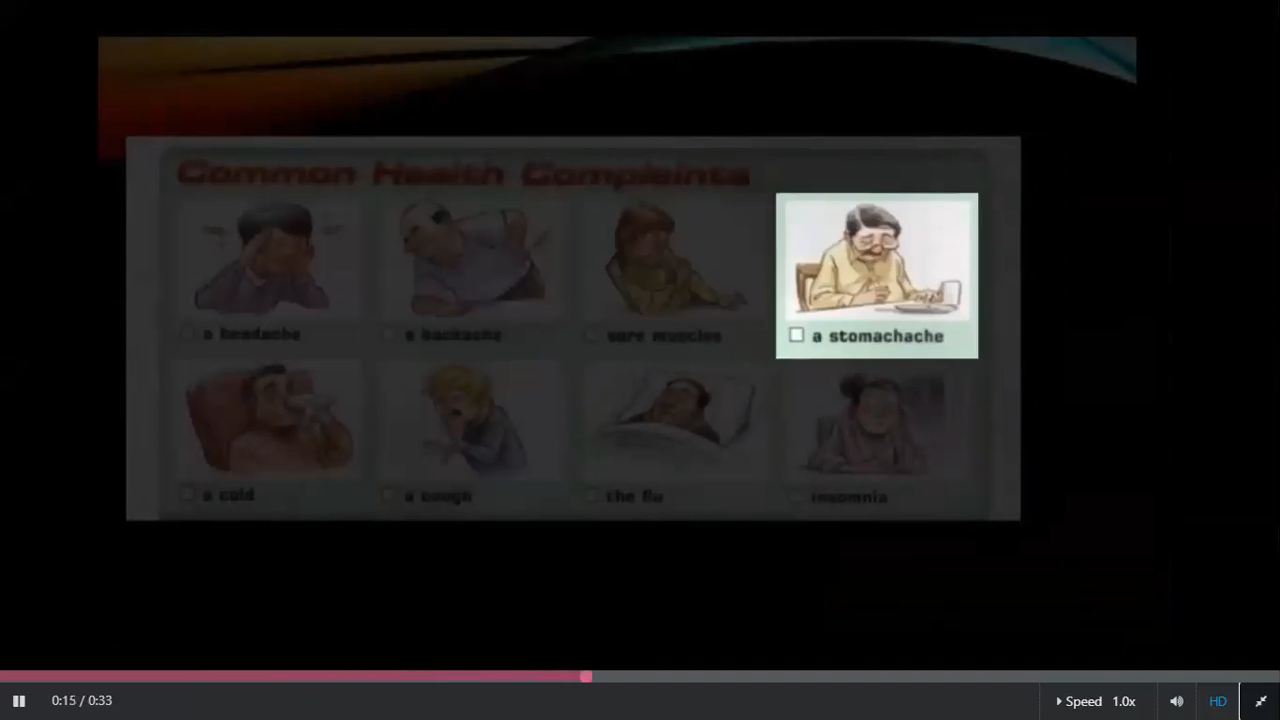 Common Health Complaints
a headache
a backache
sore muscles
a stomachache
a cold
a cough
the flu
insomnia
0:15 / 0:33
Speed 1.0x
HD